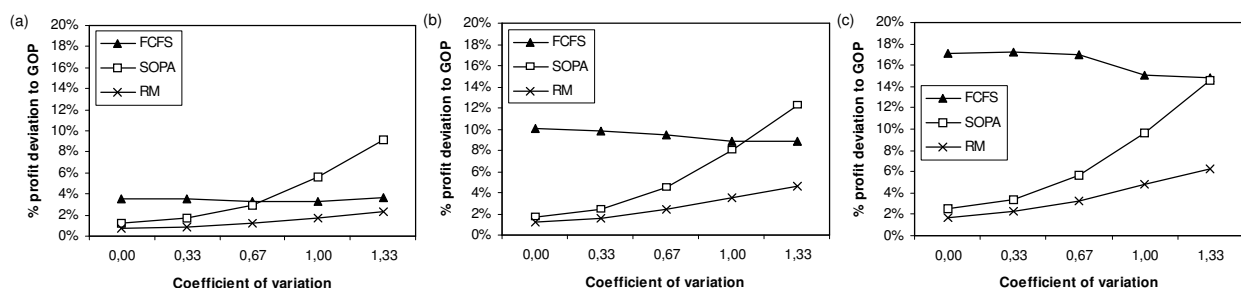 (a)
% profit deviation to GOP
20%
18%
16%
14%
12%
10%
8%
6%
4%
2%
0%
FCFS
SOPA
RM
0,00 0,33 0,67 1,00 1,33
Coefficient of variation
(b)
% profit deviation to GOP
20%
18%
16%
14%
12%
10%
8%
6%
4%
2%
0%
FCFS
SOPA
RM
0,00 0,33 0,67 1,00 1,33
Coefficient of variation
(c)
% profit deviation to GOP
20%
18%
16%
14%
12%
10%
8%
6%
4%
2%
0%
FCFS
SOPA
RM
0,00 0,33 0,67 1,00 1,33
Coefficient of variation